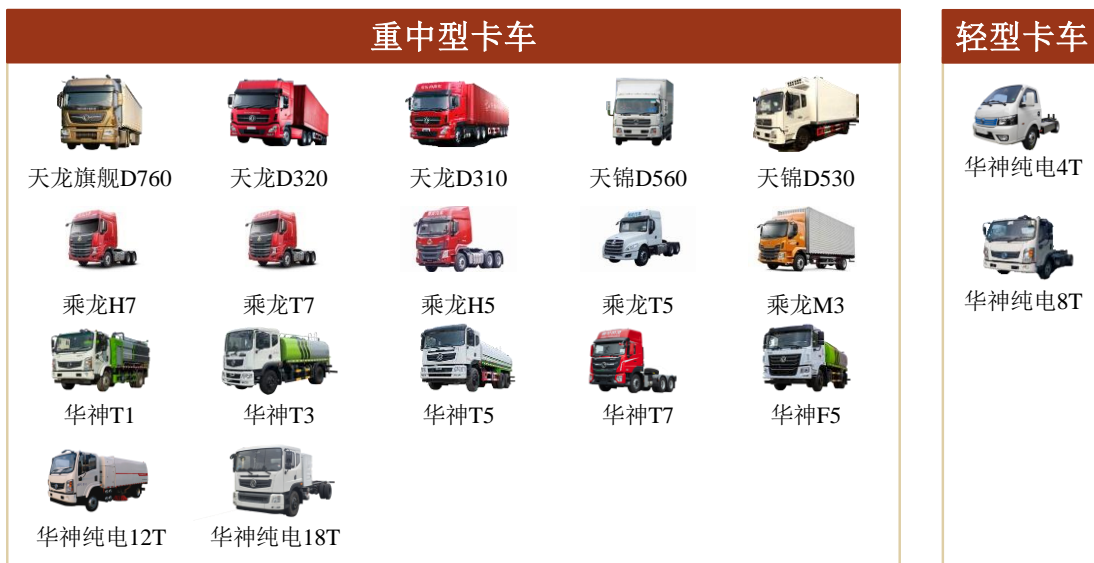 重中型卡车
天龙旗舰D760 天龙D320 天龙D310 天锦D560 天锦D530
乘龙H7 乘龙T7 乘龙H5 乘龙T5 乘龙M3
华神T1 华神T3 华神T5 华神T7 华神F5
华神纯电12T 华神纯电18T
轻型卡车
华神纯电4T
华神纯电8T